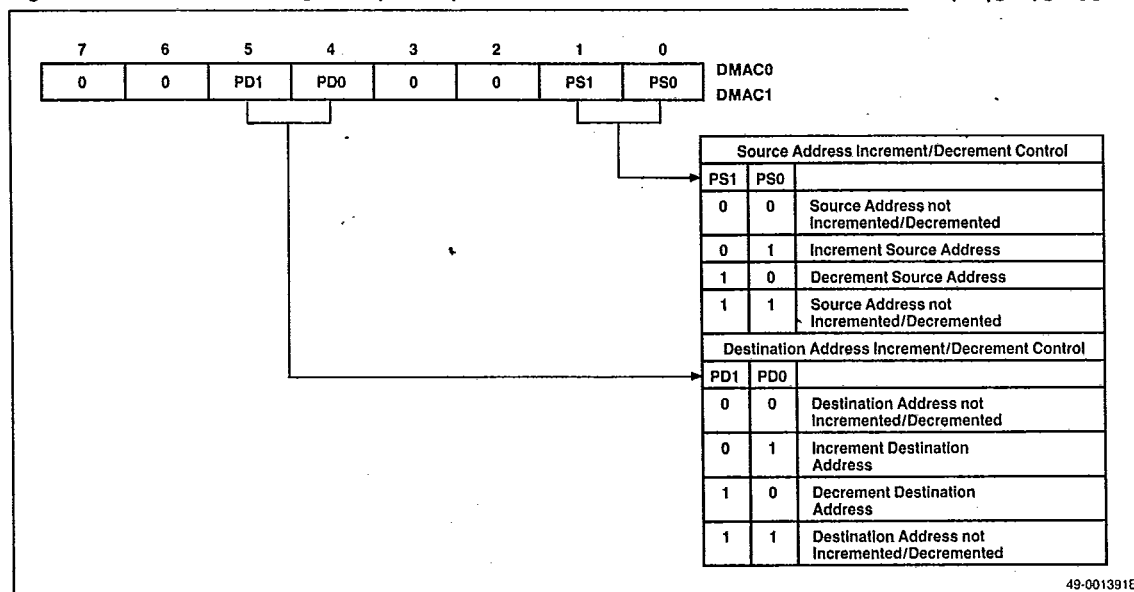 7 6 5 4 3 2 1 0
0 0 PD1 PD0 0 0 PS1 PS0
DMAC0
DMAC1
Source Address Increment/Decrement Control
PS1 PS0
0 0 Source Address not
Incremented/Decremented
0 1 Increment Source Address
1 0 Decrement Source Address
1 1 Source Address not
Incremented/Decremented
Destination Address Increment/Decrement Control
PD1 PD0
0 0 Destination Address not
Incremented/Decremented
0 1 Increment Destination
Address
1 0 Decrement Destination
Address
1 1 Destination Address not
Incremented/Decremented